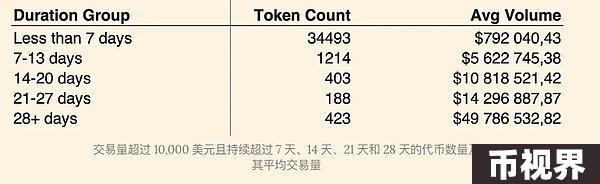 Duration Group Token Count Avg Volume
Less than 7 days 34493 $792 040,43
7-13 days 1214 $5 622 745,38
14-20 days 403 $10 818 521,42
21-27 days 188 $14 296 887,87
28+ days 423 $49 786 532,82
交易量超过 10,000 美元且持续超过 7 天、14 天、21 天和 28 天的代币数量
其平均交易量
币视界